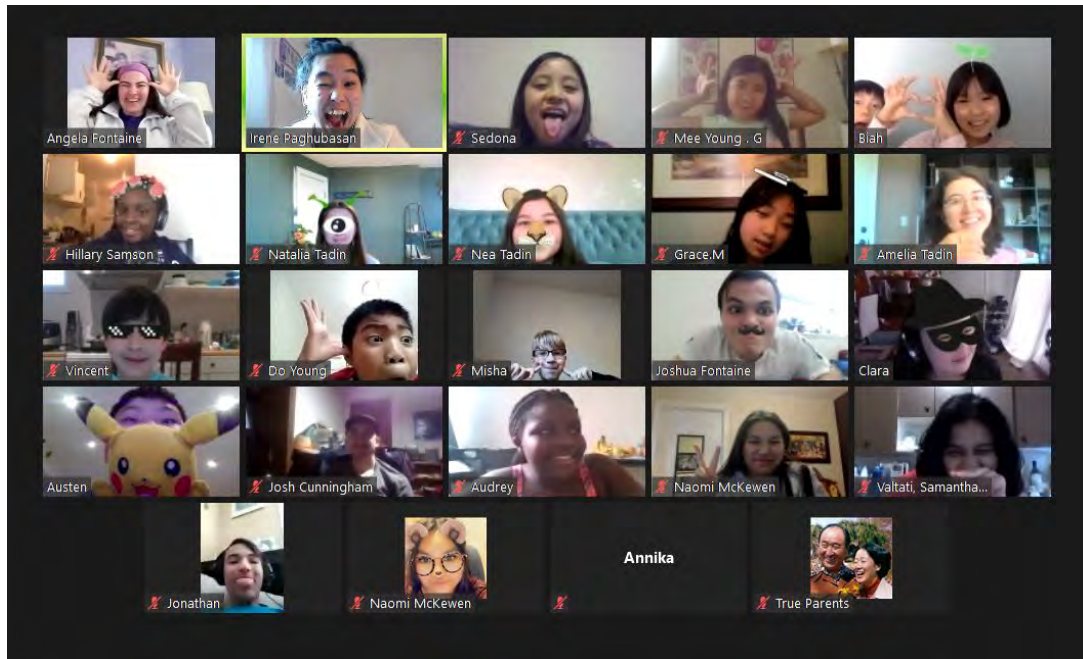 Angela Fontaine
Irene Paghubasan
Sedona
Mee Young . G
Blah
Hillary Samson
Natalia Tadin
Nea Tadin
Grace.M
Amelia Tadin
Vincent
Do Young
Misha
Joshua Fontaine
Clara
Austen
Josh Cunningham
Audrey
Naomi McKewen
Valtati, Samantha...
Jonathan
Naomi McKewen
Annika
True Parents